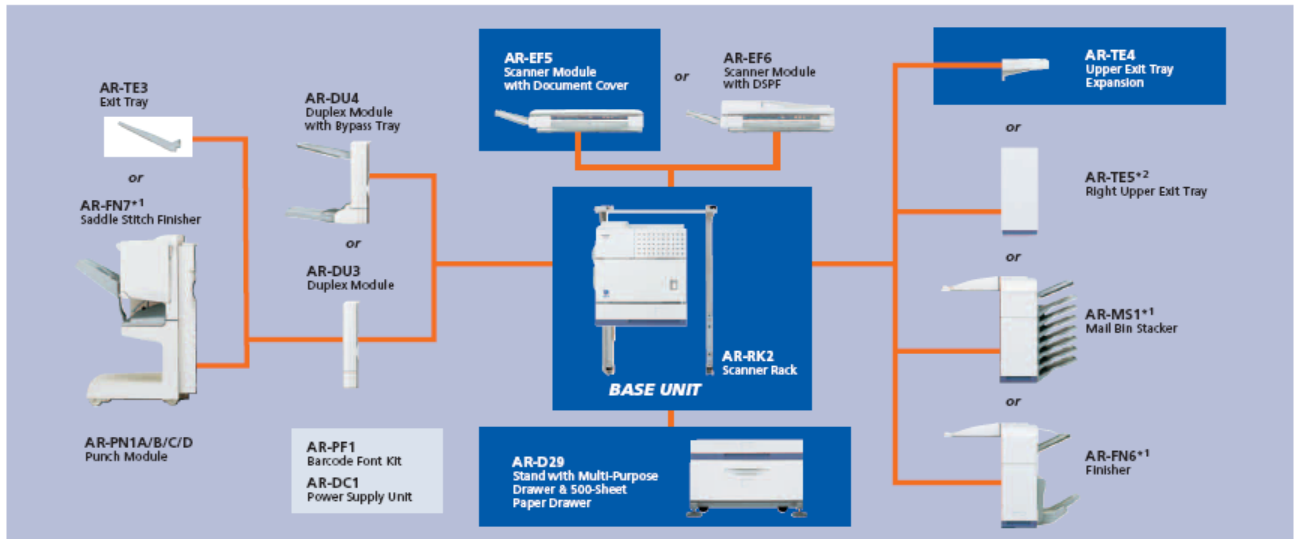 AR-TE3
Exit Tray
or
AR-FN7*1
Saddle Stitch Finisher
AR-PN1A/B/C/D
Punch Module
AR-DU4
Duplex Module
with Bypass Tray
or
AR-DU3
Duplex Module
AR-PF1
Barcode Font Kit
AR-DC1
Power Supply Unit
AR-EF5
Scanner Module
with Document Cover
or
AR-EF6
Scanner Module
with DSPF
AR-RK2
Scanner Rack
BASE UNIT
AR-D29
Stand with Multi-Purpose
Drawer & 500-Sheet
Paper Drawer
AR-TE4
Upper Exit Tray
Expansion
or
AR-TE5*2
Right Upper Exit Tray
or
AR-MS1*1
Mail Bin Stacker
or
AR-FN6*1
Finisher